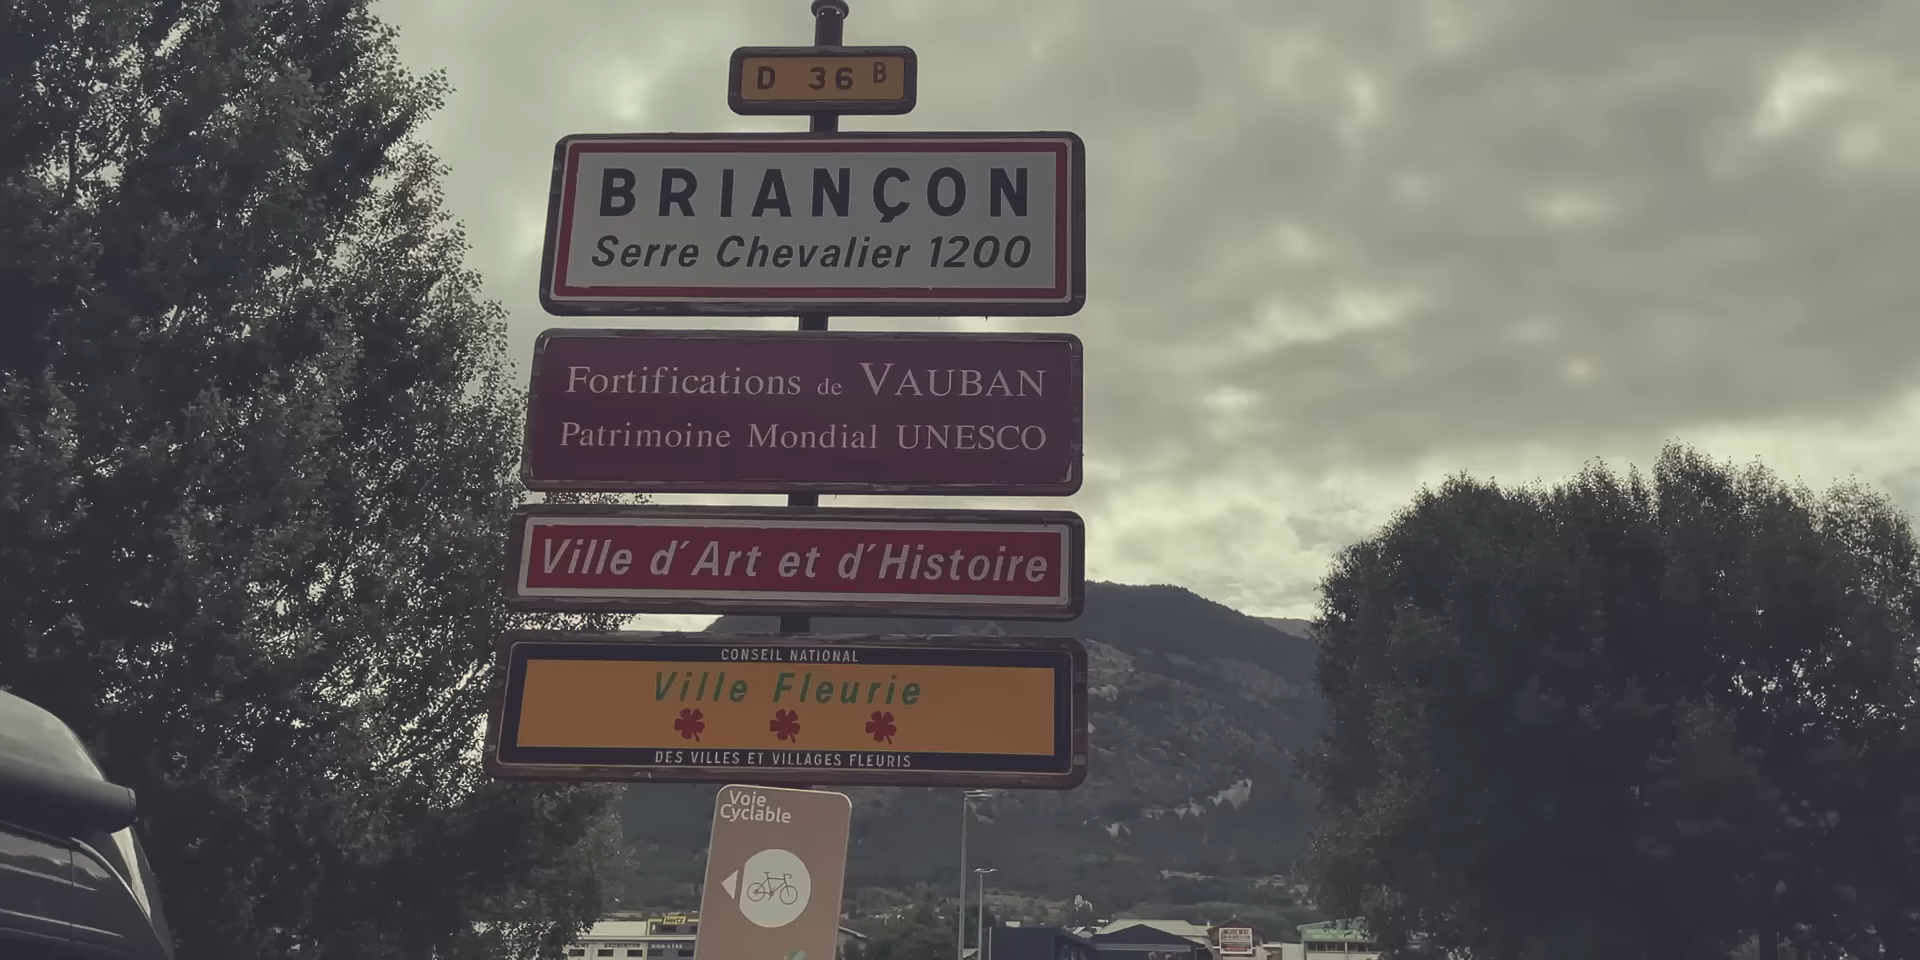 D 36 B
BRIANÇON
Serre Chevalier 1200
Fortifications de VAUBAN
Patrimoine Mondial UNESCO
Ville d'Art et d'Histoire
CONSEIL NATIONAL
Ville Fleurie
DES VILLES ET VILLAGES FLEURIS
Voie
Cyclable
Hertz